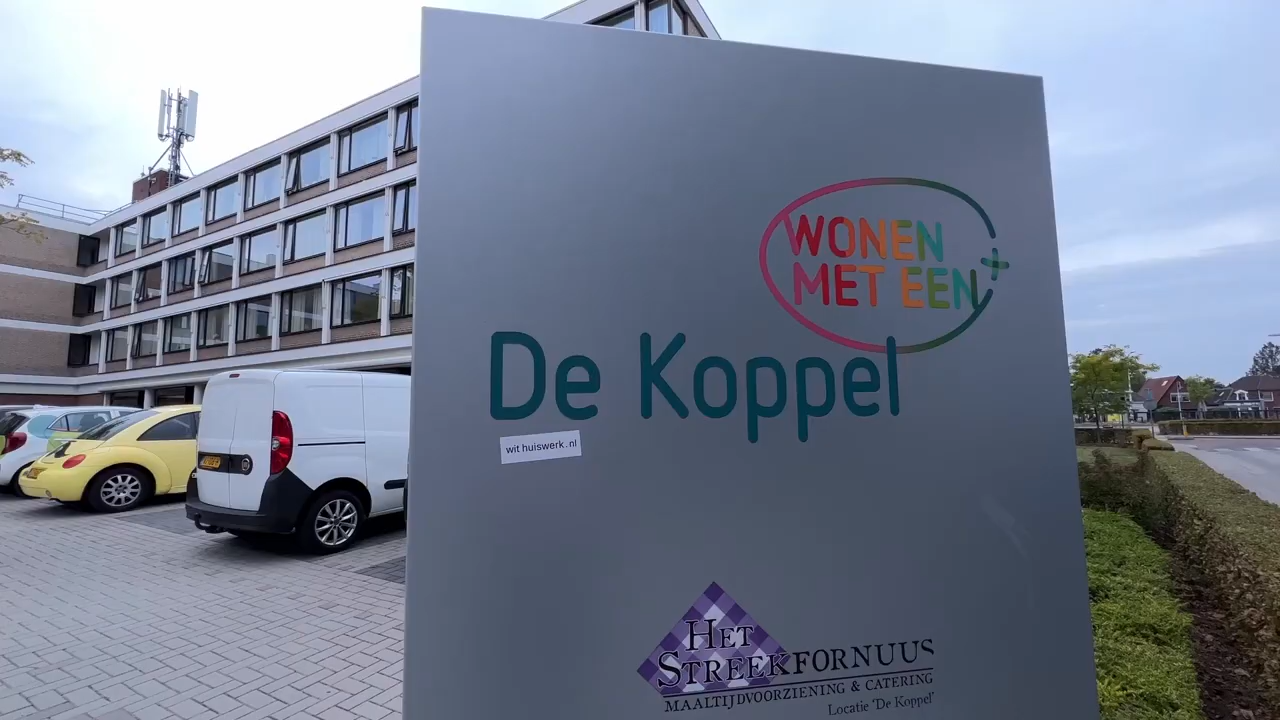 WONEN
MET EEN +
De Koppel
wit huiswerk.nl
HET
STREEKFORNUUS
MAALTIJDVOORZIENING & CATERING
Locatie 'De Koppel'